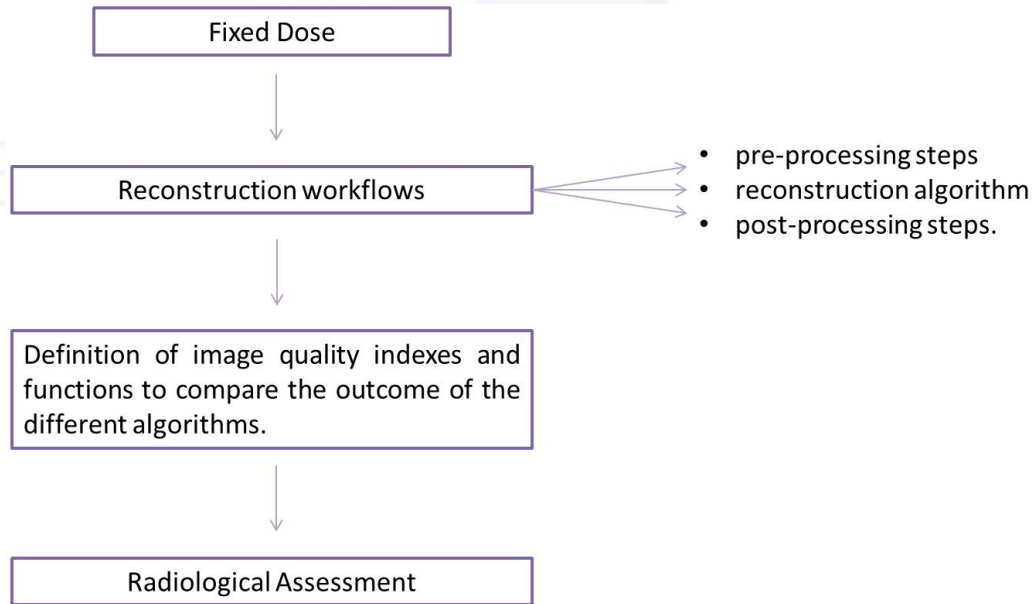 Fixed Dose
Reconstruction workflows
• pre-processing steps
• reconstruction algorithm
• post-processing steps.
Definition of image quality indexes and
functions to compare the outcome of the
different algorithms.
Radiological Assessment